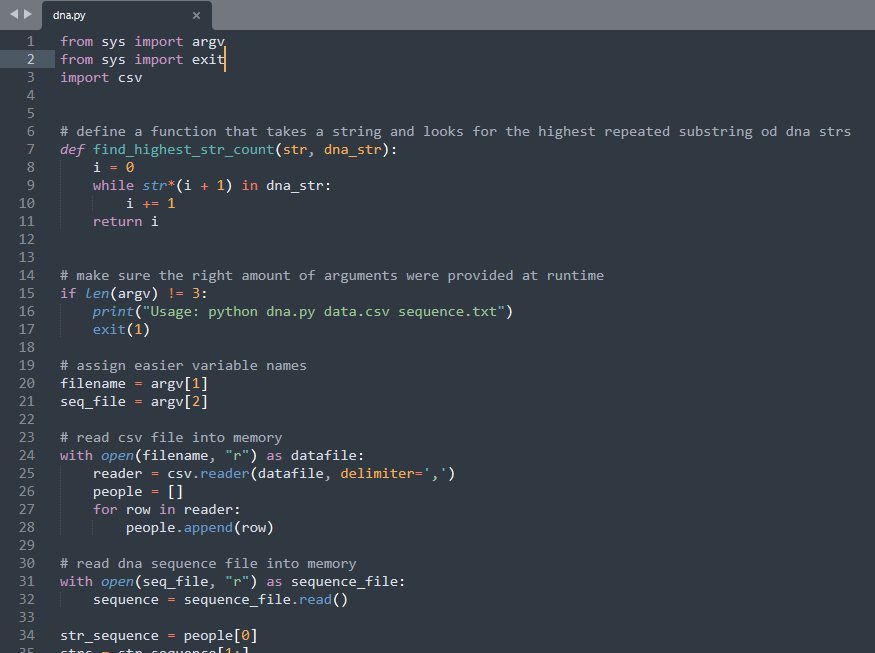 dna.py
1 from sys import argv
2 from sys import exit
3 import csv
4
5
6 # define a function that takes a string and looks for the highest repeated substring od dna strs
7 def find_highest_str_count(str, dna_str):
8     i = 0
9     while str*(i + 1) in dna_str:
10         i += 1
11     return i
12
13
14 # make sure the right amount of arguments were provided at runtime
15 if len(argv) != 3:
16     print("Usage: python dna.py data.csv sequence.txt")
17     exit(1)
18
19 # assign easier variable names
20 filename = argv[1]
21 seq_file = argv[2]
22
23 # read csv file into memory
24 with open(filename, "r") as datafile:
25     reader = csv.reader(datafile, delimiter=',')
26     people = []
27     for row in reader:
28         people.append(row)
29
30 # read dna sequence file into memory
31 with open(seq_file, "r") as sequence_file:
32     sequence = sequence_file.read()
33
34 str_sequence = people[0]
35 strs = str_sequence[1:]